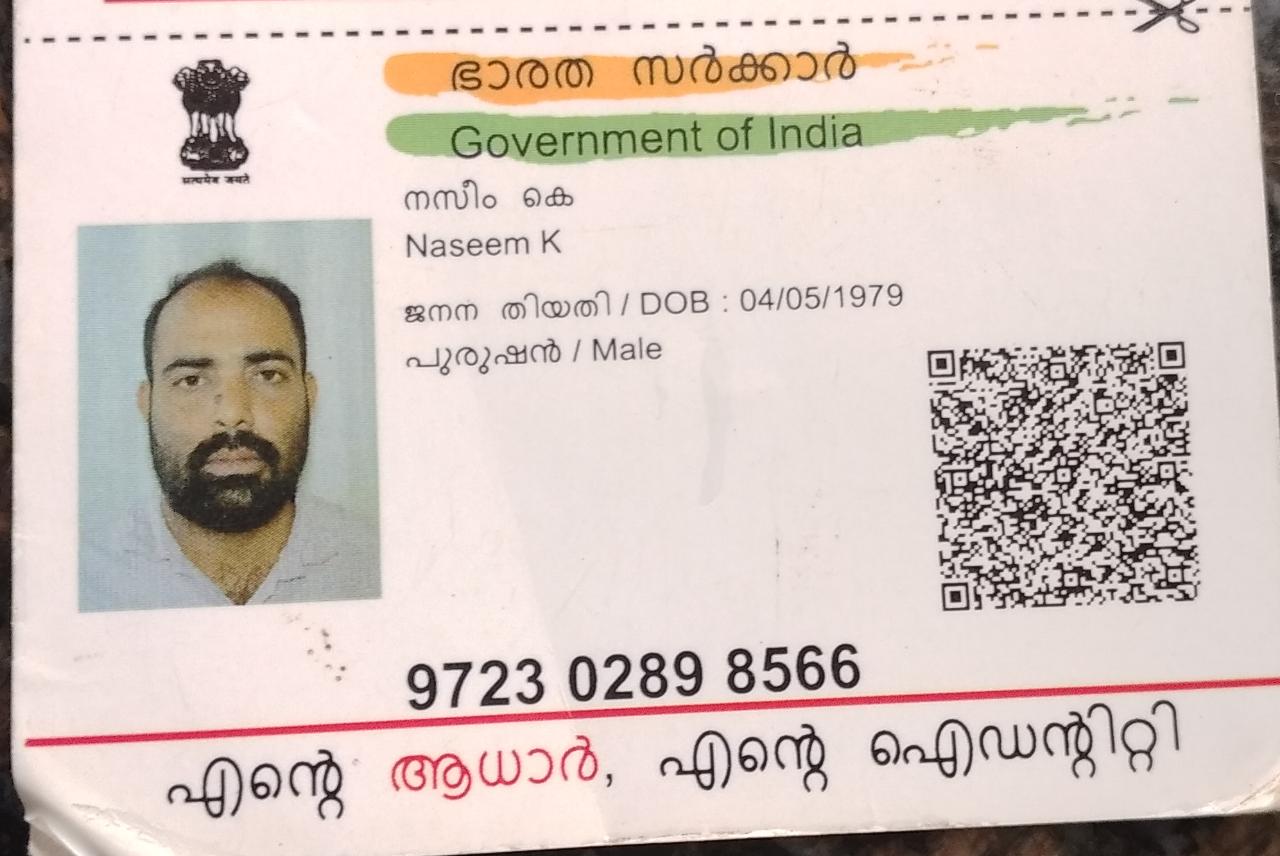 ഭാരത സർക്കാർ
Government of India
सत्यमेव जयते
നസീം കെ
Naseem K
ജനന തിയതി / DOB : 04/05/1979
പുരുഷൻ / Male
9723 0289 8566
എന്റെ ആധാർ, എന്റെ ഐഡന്റിറ്റി